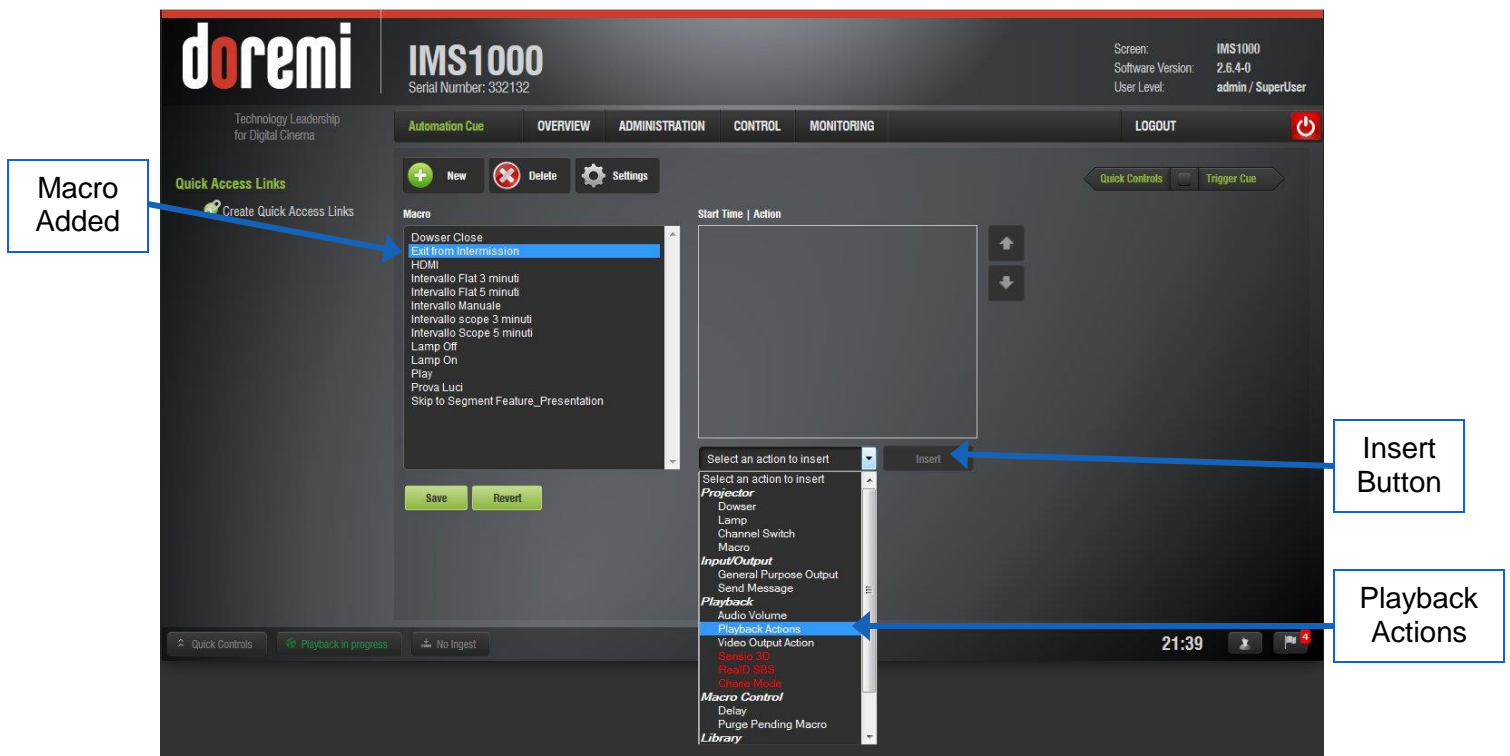 doremi
IMS1000
Serial Number: 332132
Screen: IMS1000
Software Version: 2.6.4-0
User Level: admin / SuperUser
Technology Leadership
for Digital Cinema
Automation Cue OVERVIEW ADMINISTRATION CONTROL MONITORING LOGOUT
Macro
Added
Quick Access Links
Create Quick Access Links
New Delete Settings
Quick Controls Trigger Cue
Macro
Start Time | Action
Dowser Close
Exit from Intermission
HDMI
Intervallo Flat 3 minuti
Intervallo Flat 5 minuti
Intervallo Manuale
Intervallo scope 3 minuti
Intervallo Scope 5 minuti
Lamp Off
Lamp On
Play
Prova Luci
Skip to Segment Feature_Presentation
Save Revert
Select an action to insert Insert
Insert
Button
Select an action to insert
Projector
Dowser
Lamp
Channel Switch
Macro
Input/Output
General Purpose Output
Send Message
Playback
Audio Volume
Playback Actions
Video Output Action
Sensio 3D
RealD SBS
Chase Mode
Macro Control
Delay
Purge Pending Macro
Library
Playback
Actions
Quick Controls Playback in progress No Ingest 21:39 4